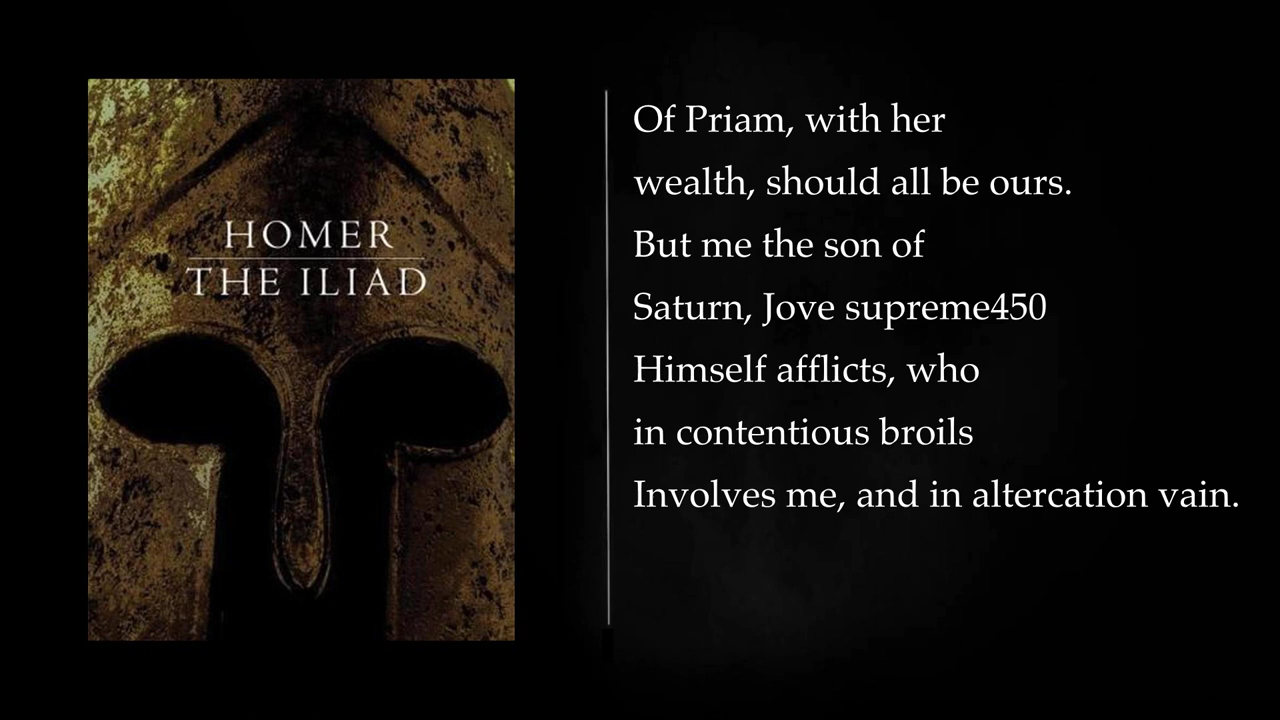 HOMER
THE ILIAD
Of Priam, with her
wealth, should all be ours.
But me the son of
Saturn, Jove supreme450
Himself afflicts, who
in contentious broils
Involves me, and in altercation vain.